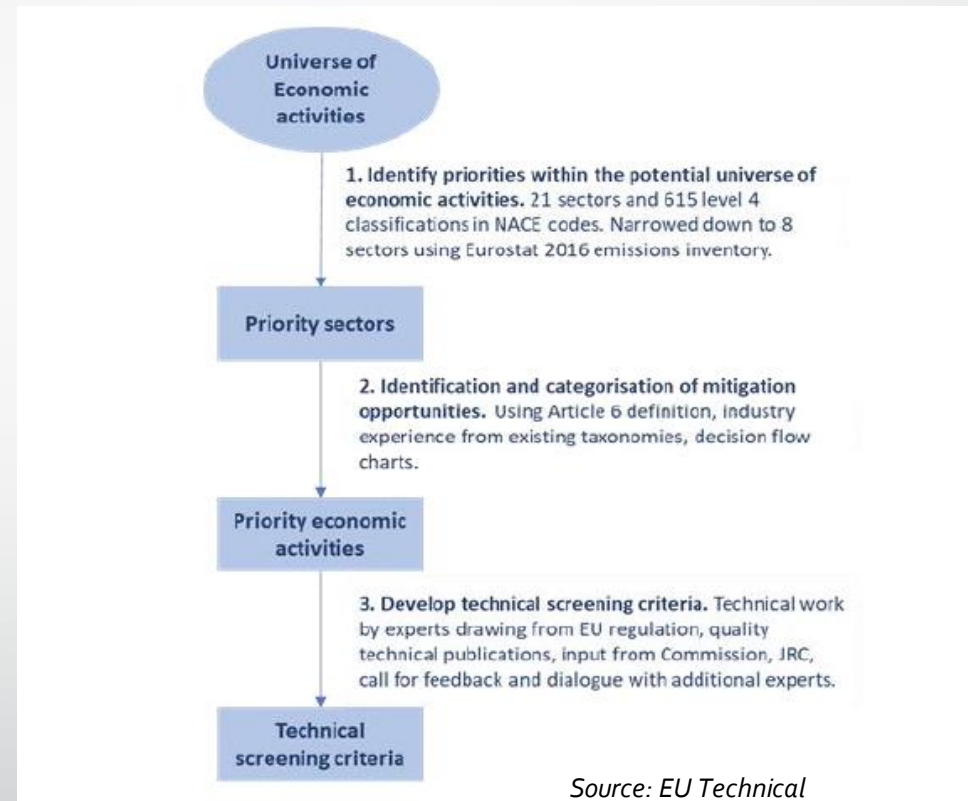 Universe of
Economic
activities
1. Identify priorities within the potential universe of
economic activities. 21 sectors and 615 level 4
classifications in NACE codes. Narrowed down to 8
sectors using Eurostat 2016 emissions inventory.
Priority sectors
2. Identification and categorisation of mitigation
opportunities. Using Article 6 definition, industry
experience from existing taxonomies, decision flow
charts.
Priority economic
activities
3. Develop technical screening criteria. Technical work
by experts drawing from EU regulation, quality
technical publications, input from Commission, JRC,
call for feedback and dialogue with additional experts.
Technical
screening criteria
Source: EU Technical